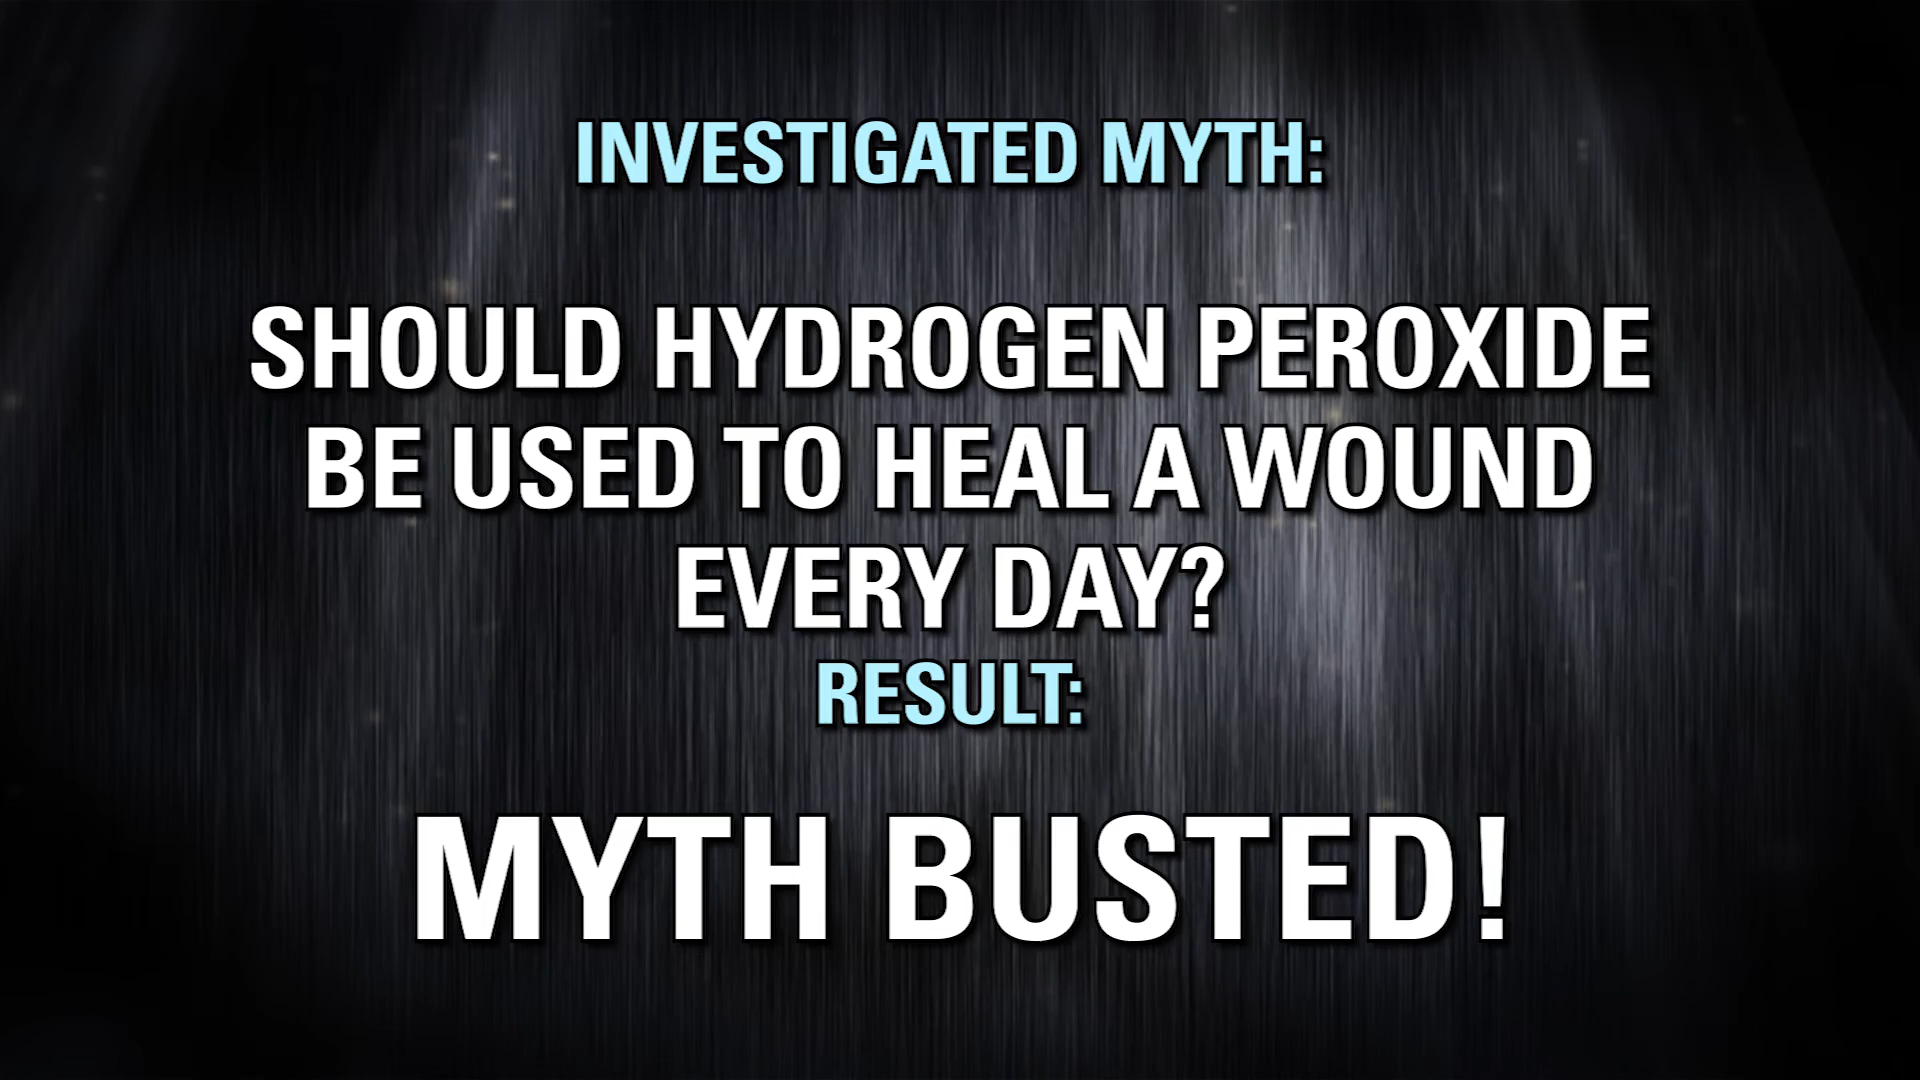 INVESTIGATED MYTH:
SHOULD HYDROGEN PEROXIDE
BE USED TO HEAL A WOUND
EVERY DAY?
RESULT:
MYTH BUSTED!